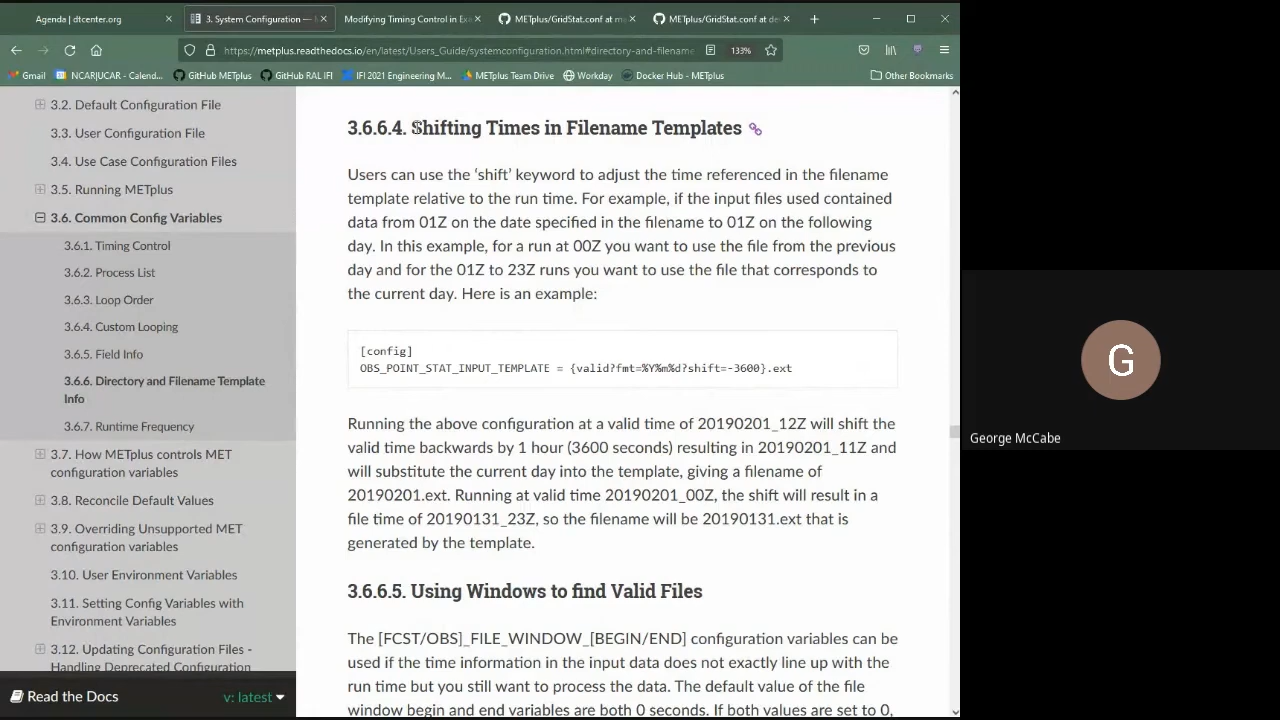 Agenda | dtcenter.org
3. System Configuration —
Modifying Timing Control in Exe
METplus/GridStat.conf at m
METplus/GridStat.conf at de
https://metplus.readthedocs.io/en/latest/Users_Guide/systemconfiguration.html#directory-and-filename
133%
Gmail
NCAR|UCAR - Calend...
GitHub METplus
GitHub RAL IFI
IFI 2021 Engineering M...
METplus Team Drive
Workday
Docker Hub - METplus
Other Bookmarks
3.2. Default Configuration File
3.3. User Configuration File
3.4. Use Case Configuration Files
3.5. Running METplus
3.6. Common Config Variables
3.6.1. Timing Control
3.6.2. Process List
3.6.3. Loop Order
3.6.4. Custom Looping
3.6.5. Field Info
3.6.6. Directory and Filename Template
Info
3.6.7. Runtime Frequency
3.7. How METplus controls MET
configuration variables
3.8. Reconcile Default Values
3.9. Overriding Unsupported MET
configuration variables
3.10. User Environment Variables
3.11. Setting Config Variables with
Environment Variables
3.12. Updating Configuration Files -
Handling Deprecated Configuration
Read the Docs
v: latest
3.6.6.4. Shifting Times in Filename Templates
Users can use the ‘shift’ keyword to adjust the time referenced in the filename
template relative to the run time. For example, if the input files used contained
data from 01Z on the date specified in the filename to 01Z on the following
day. In this example, for a run at 00Z you want to use the file from the previous
day and for the 01Z to 23Z runs you want to use the file that corresponds to
the current day. Here is an example:
[config]
OBS_POINT_STAT_INPUT_TEMPLATE = {valid?fmt=%Y%m%d?shift=-3600}.ext
Running the above configuration at a valid time of 20190201_12Z will shift the
valid time backwards by 1 hour (3600 seconds) resulting in 20190201_11Z and
will substitute the current day into the template, giving a filename of
20190201.ext. Running at valid time 20190201_00Z, the shift will result in a
file time of 20190131_23Z, so the filename will be 20190131.ext that is
generated by the template.
3.6.6.5. Using Windows to find Valid Files
The [FCST/OBS]_FILE_WINDOW_[BEGIN/END] configuration variables can be
used if the time information in the input data does not exactly line up with the
run time but you still want to process the data. The default value of the file
window begin and end variables are both 0 seconds. If both values are set to 0,
G
George McCabe